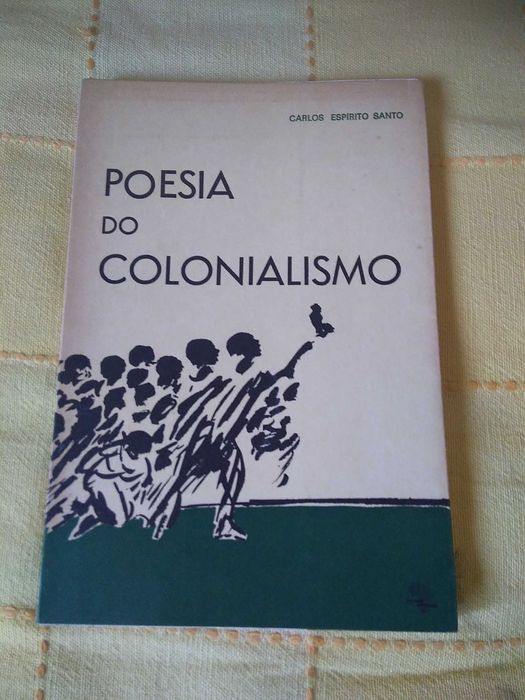 CARLOS ESPÍRITO SANTO
POESIA
DO
COLONIALISMO